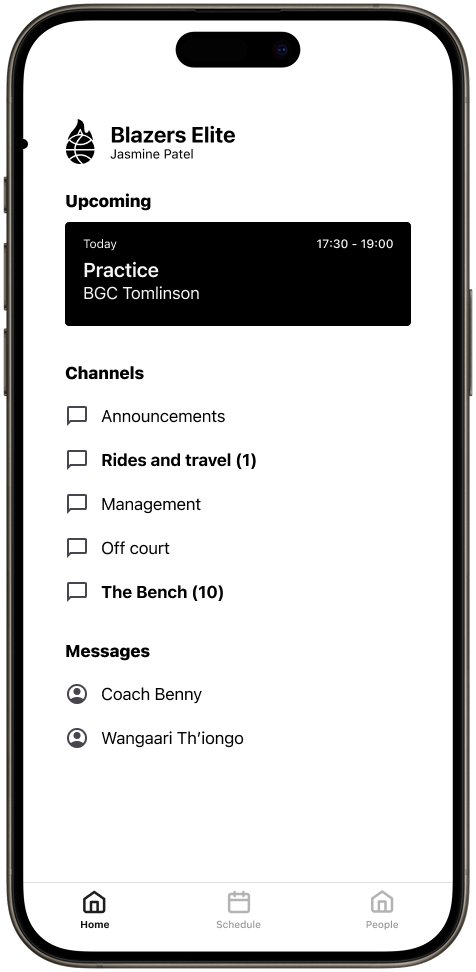 Blazers Elite
Jasmine Patel
Upcoming
Today 17:30 - 19:00
Practice
BGC Tomlinson
Channels
Announcements
Rides and travel (1)
Management
Off court
The Bench (10)
Messages
Coach Benny
Wangaari Th’iongo
Home Schedule People